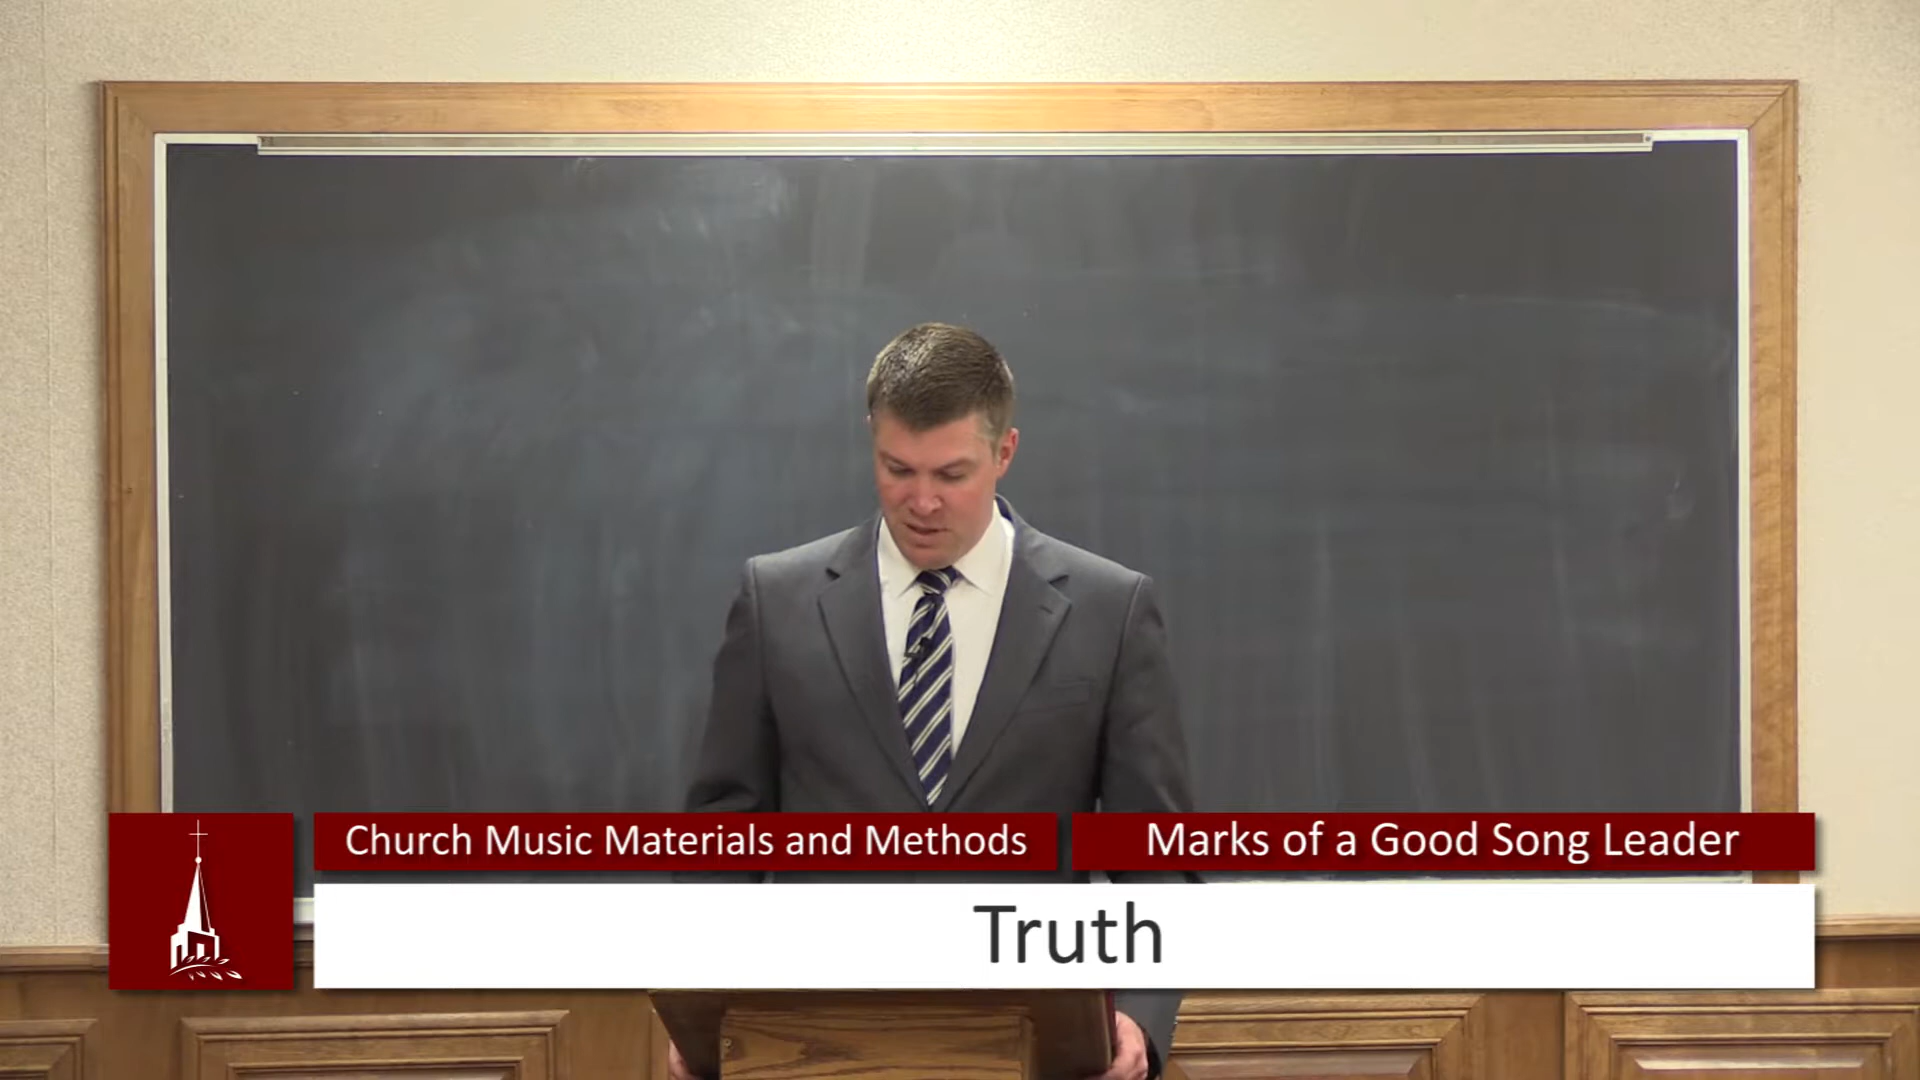 Church Music Materials and Methods
Marks of a Good Song Leader
Truth